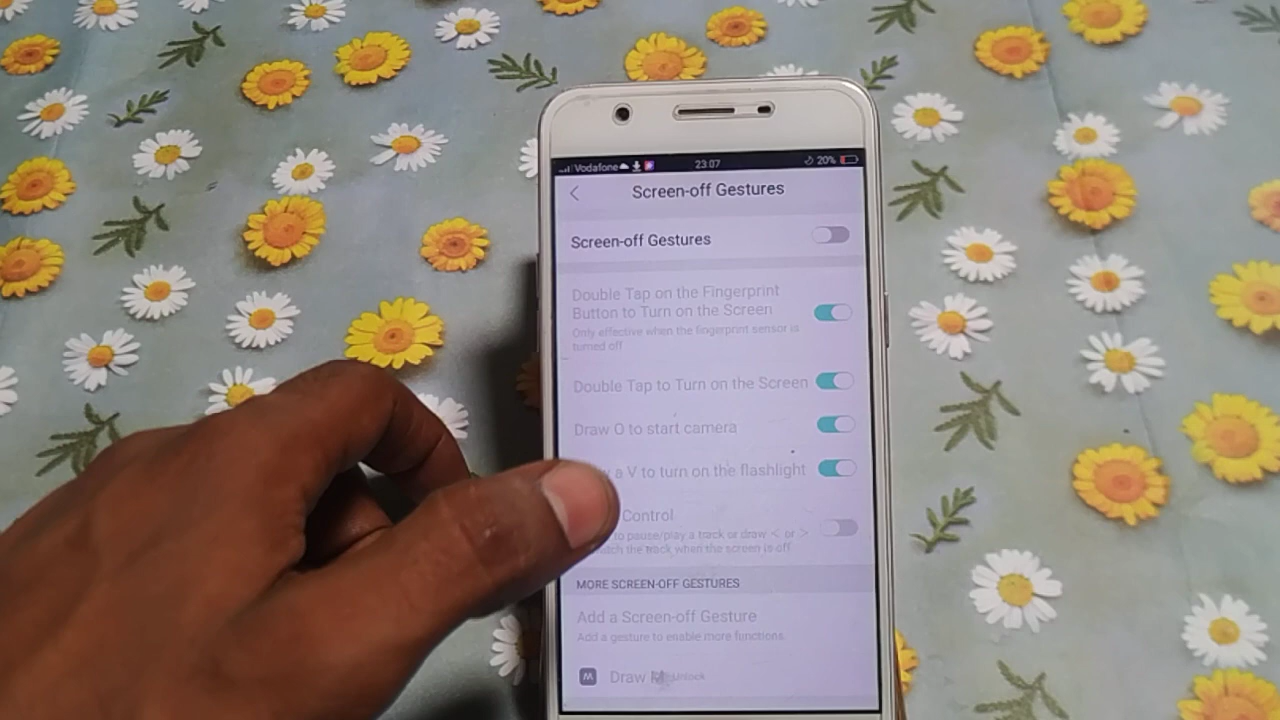 Vodafone 23:07 20%
Screen-off Gestures
Screen-off Gestures
Double Tap on the Fingerprint
Button to Turn on the Screen
Only effective when the fingerprint sensor is
turned off
Double Tap to Turn on the Screen
Draw O to start camera
a V to turn on the flashlight
Control
to pause/play a track or draw < or >
the track when the screen is off
MORE SCREEN-OFF GESTURES
Add a Screen-off Gesture
Add a gesture to enable more functions.
Draw M Unlock